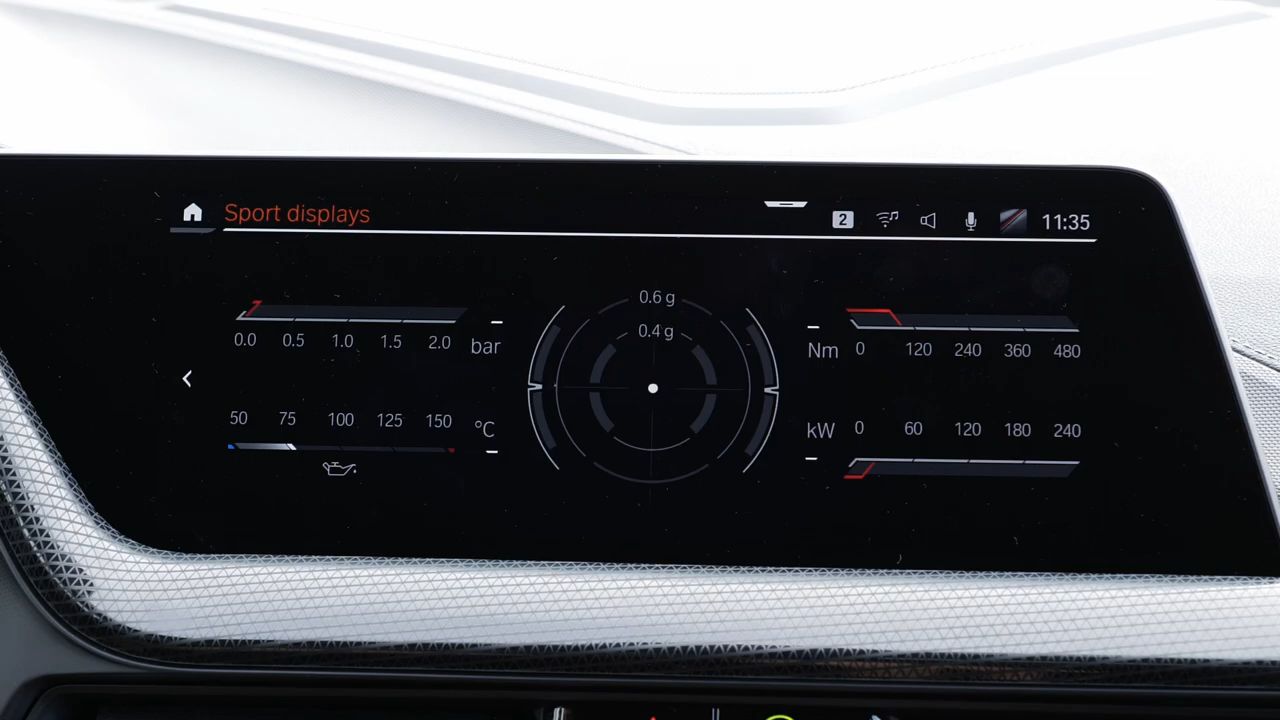 Sport displays
2
11:35
0.0 0.5 1.0 1.5 2.0 bar
50 75 100 125 150 °C
0.6 g
0.4 g
Nm 0 120 240 360 480
kW 0 60 120 180 240